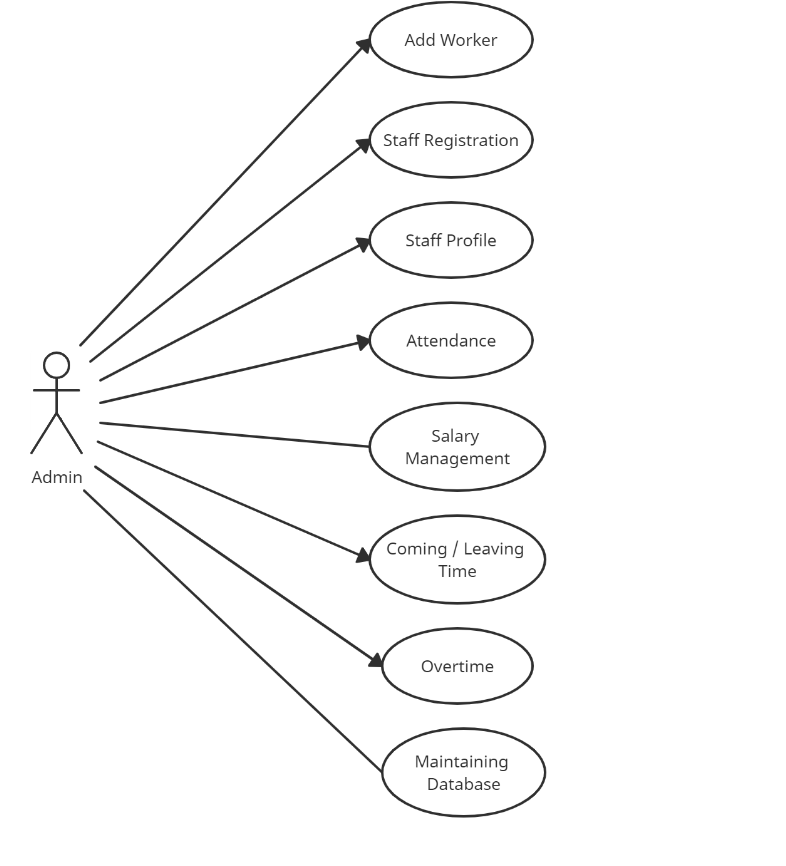 Add Worker
Staff Registration
Staff Profile
Attendance
Salary
Management
Admin
Coming / Leaving
Time
Overtime
Maintaining
Database